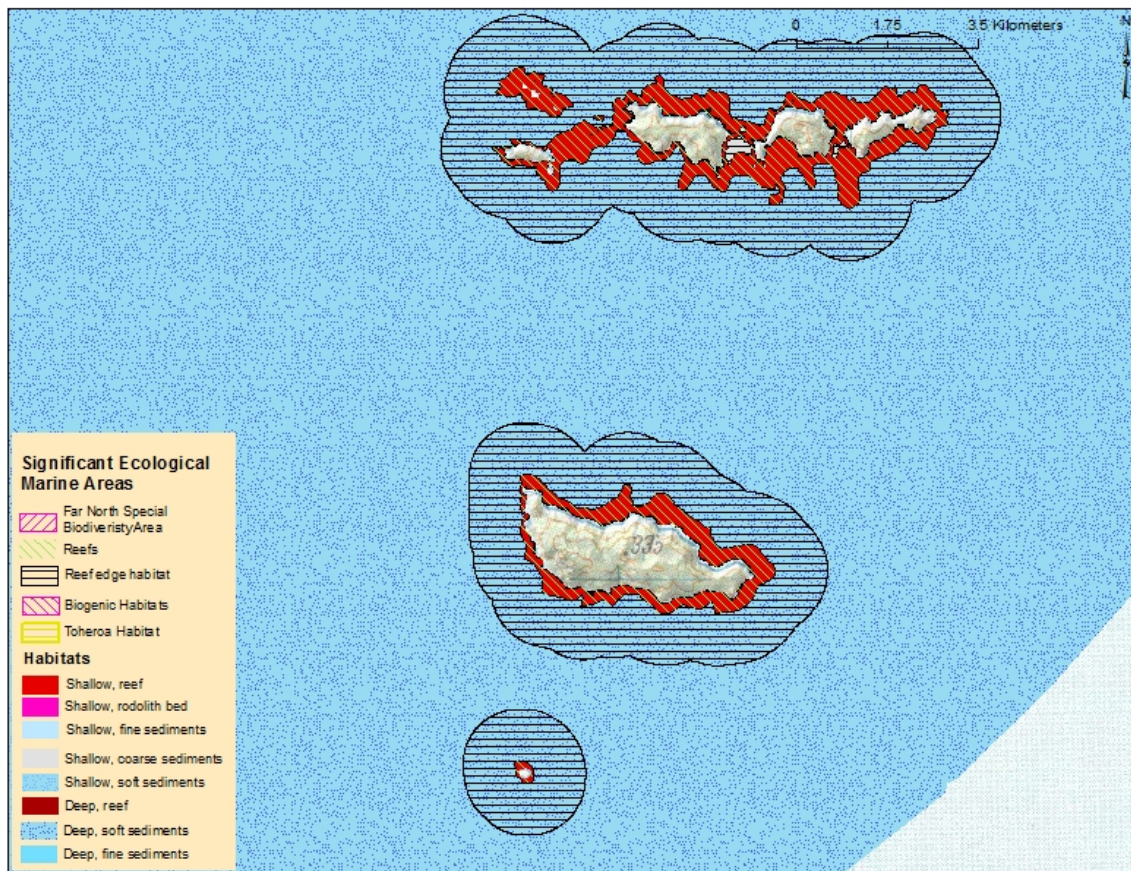 0 1.75 3.5 Kilometers
N
.335
Significant Ecological
Marine Areas
Far North Special
BiodiveristyArea
Reefs
Reef edge habitat
Biogenic Habitats
Toheroa Habitat
Habitats
Shallow, reef
Shallow, rodolith bed
Shallow, fine sediments
Shallow, coarse sediments
Shallow, soft sediments
Deep, reef
Deep, soft sediments
Deep, fine sediments